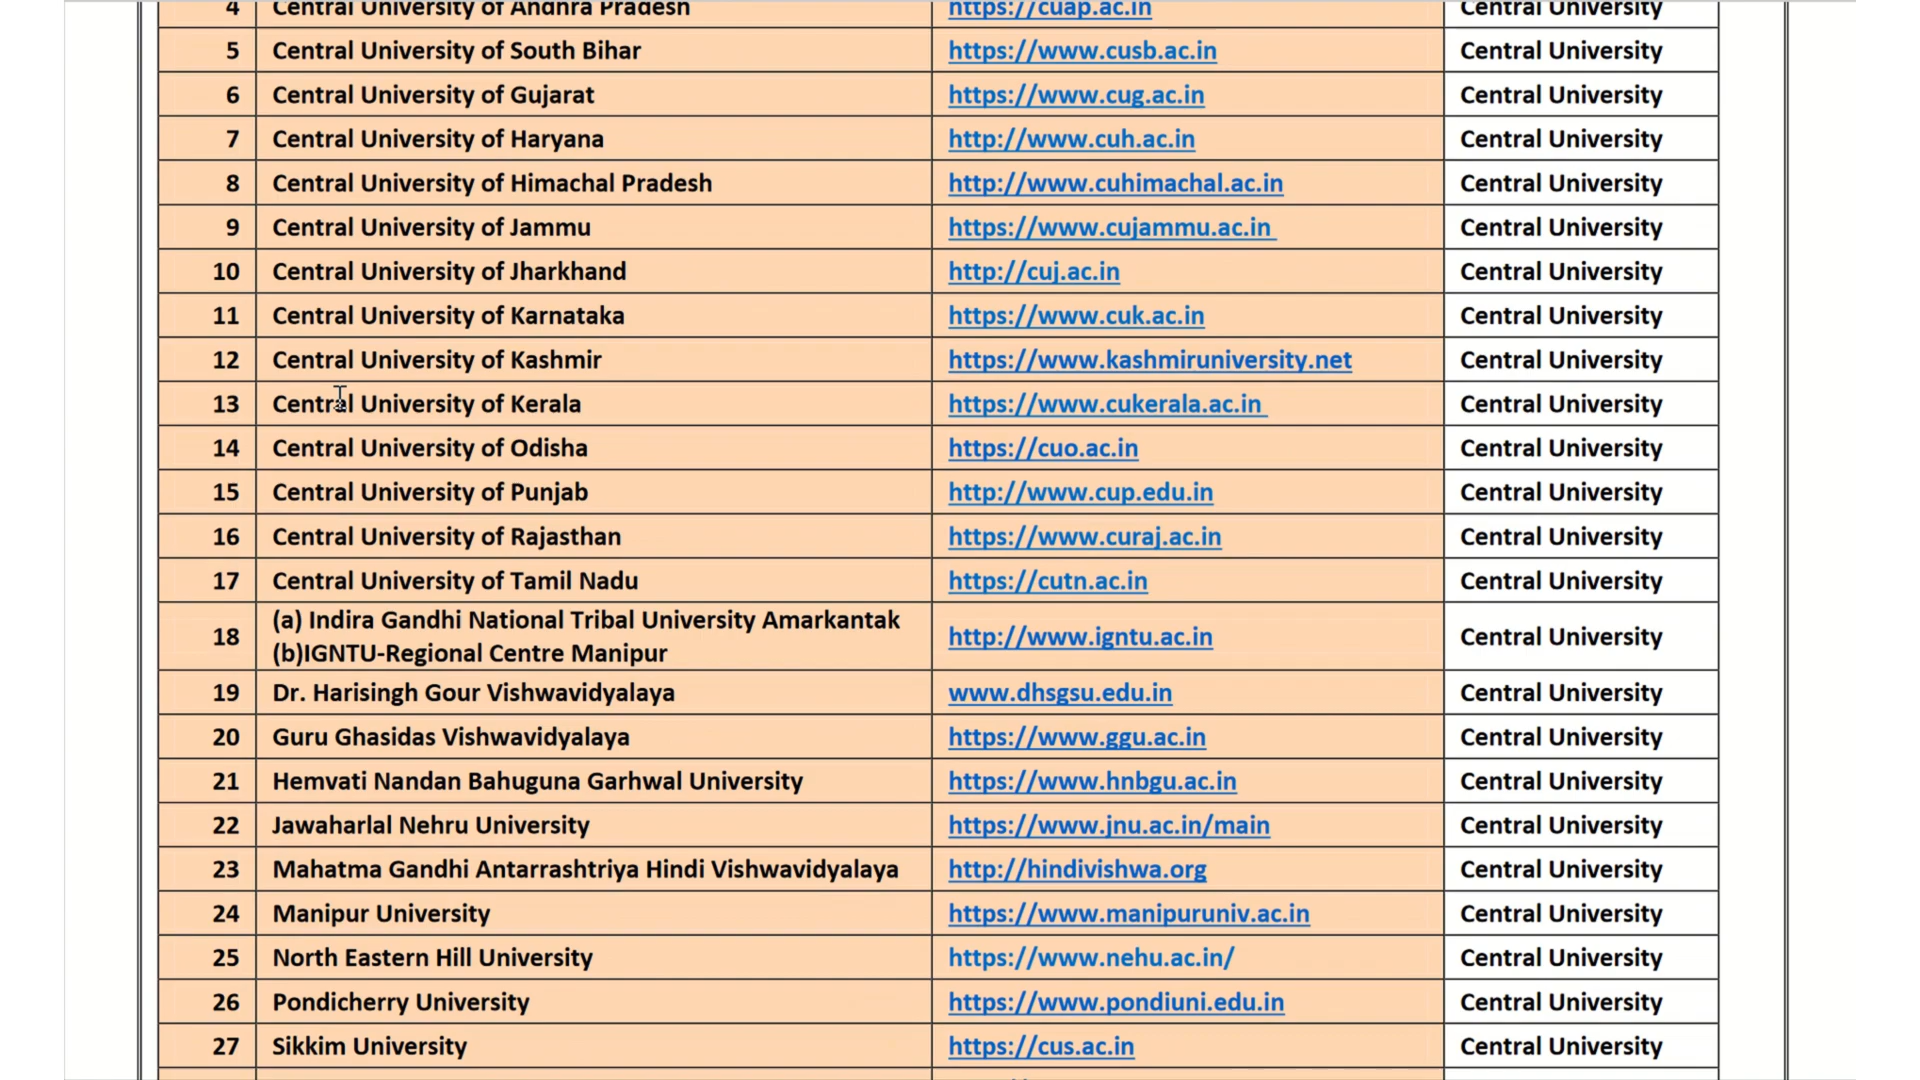 4 Central University of Andhra Pradesh https://cuap.ac.in Central University
5 Central University of South Bihar https://www.cusb.ac.in Central University
6 Central University of Gujarat https://www.cug.ac.in Central University
7 Central University of Haryana http://www.cuh.ac.in Central University
8 Central University of Himachal Pradesh http://www.cuhimachal.ac.in Central University
9 Central University of Jammu https://www.cujammu.ac.in Central University
10 Central University of Jharkhand http://cuj.ac.in Central University
11 Central University of Karnataka https://www.cuk.ac.in Central University
12 Central University of Kashmir https://www.kashmiruniversity.net Central University
13 Central University of Kerala https://www.cukerala.ac.in Central University
14 Central University of Odisha https://cuo.ac.in Central University
15 Central University of Punjab http://www.cup.edu.in Central University
16 Central University of Rajasthan https://www.curaj.ac.in Central University
17 Central University of Tamil Nadu https://cutn.ac.in Central University
18 (a) Indira Gandhi National Tribal University Amarkantak
(b)IGNTU-Regional Centre Manipur http://www.igntu.ac.in Central University
19 Dr. Harisingh Gour Vishwavidyalaya www.dhsgsu.edu.in Central University
20 Guru Ghasidas Vishwavidyalaya https://www.ggu.ac.in Central University
21 Hemvati Nandan Bahuguna Garhwal University https://www.hnbgu.ac.in Central University
22 Jawaharlal Nehru University https://www.jnu.ac.in/main Central University
23 Mahatma Gandhi Antarrashtriya Hindi Vishwavidyalaya http://hindivishwa.org Central University
24 Manipur University https://www.manipuruniv.ac.in Central University
25 North Eastern Hill University https://www.nehu.ac.in/ Central University
26 Pondicherry University https://www.pondiuni.edu.in Central University
27 Sikkim University https://cus.ac.in Central University